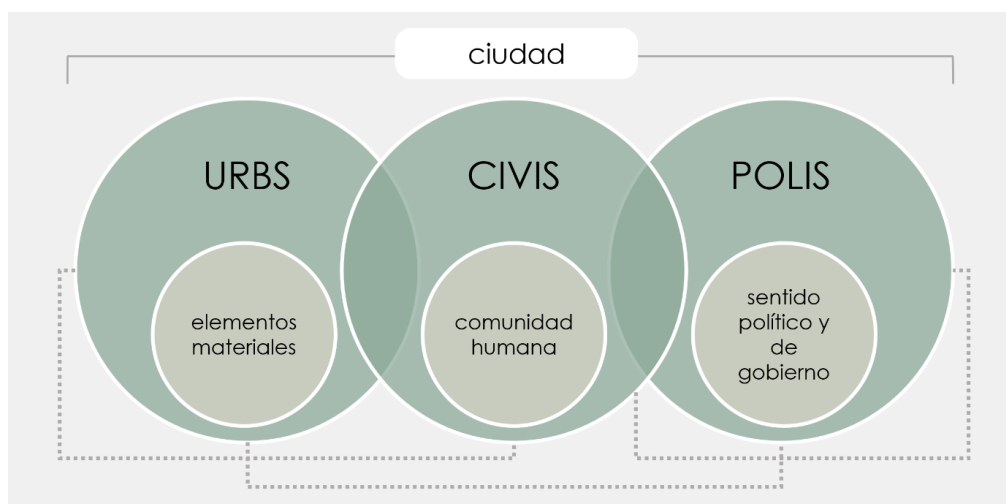 ciudad
URBS
CIVIS
POLIS
elementos
materiales
comunidad
humana
sentido
político y
de
gobierno